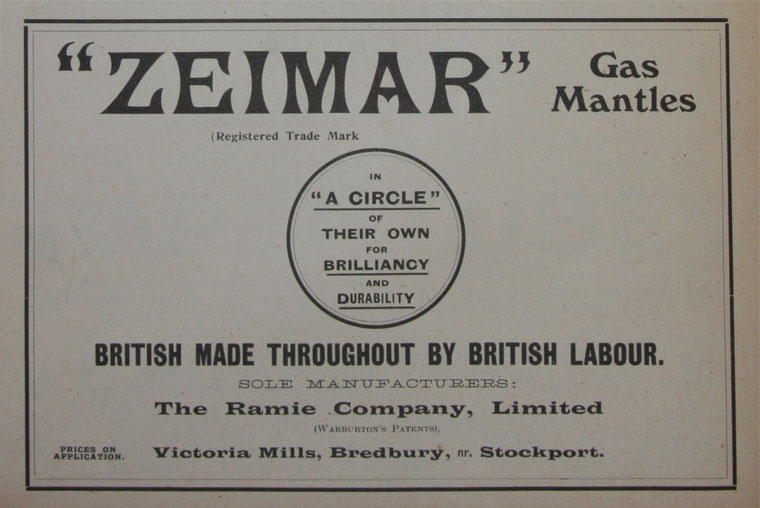 "ZEIMAR" Gas Mantles
(Registered Trade Mark
IN
"A CIRCLE"
OF
THEIR OWN
FOR
BRILLIANCY
AND
DURABILITY
BRITISH MADE THROUGHOUT BY BRITISH LABOUR.
SOLE MANUFACTURERS:
The Ramie Company, Limited
(WARBURTON'S PATENTS),
PRICES ON APPLICATION.
Victoria Mills, Bredbury, nr. Stockport.